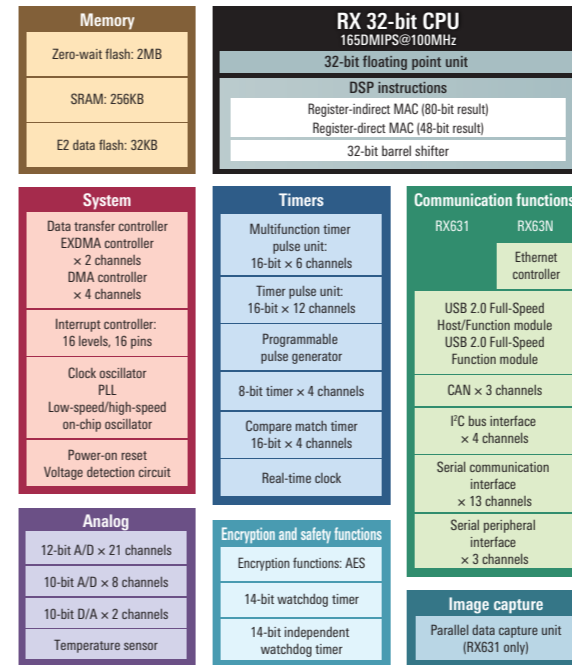 Memory
Zero-wait flash: 2MB
SRAM: 256KB
E2 data flash: 32KB
RX 32-bit CPU
165DMIPS@100MHz
32-bit floating point unit
DSP instructions
Register-indirect MAC (80-bit result)
Register-direct MAC (48-bit result)
32-bit barrel shifter
System
Data transfer controller
EXDMA controller
× 2 channels
DMA controller
× 4 channels
Interrupt controller:
16 levels, 16 pins
Clock oscillator
PLL
Low-speed/high-speed
on-chip oscillator
Power-on reset
Voltage detection circuit
Timers
Multifunction timer
pulse unit:
16-bit × 6 channels
Timer pulse unit:
16-bit × 12 channels
Programmable
pulse generator
8-bit timer × 4 channels
Compare match timer
16-bit × 4 channels
Real-time clock
Communication functions
RX631 RX63N
Ethernet
controller
USB 2.0 Full-Speed
Host/Function module
USB 2.0 Full-Speed
Function module
CAN × 3 channels
I²C bus interface
× 4 channels
Serial communication
interface
× 13 channels
Serial peripheral
interface
× 3 channels
Analog
12-bit A/D × 21 channels
10-bit A/D × 8 channels
10-bit D/A × 2 channels
Temperature sensor
Encryption and safety functions
Encryption functions: AES
14-bit watchdog timer
14-bit independent
watchdog timer
Image capture
Parallel data capture unit
(RX631 only)